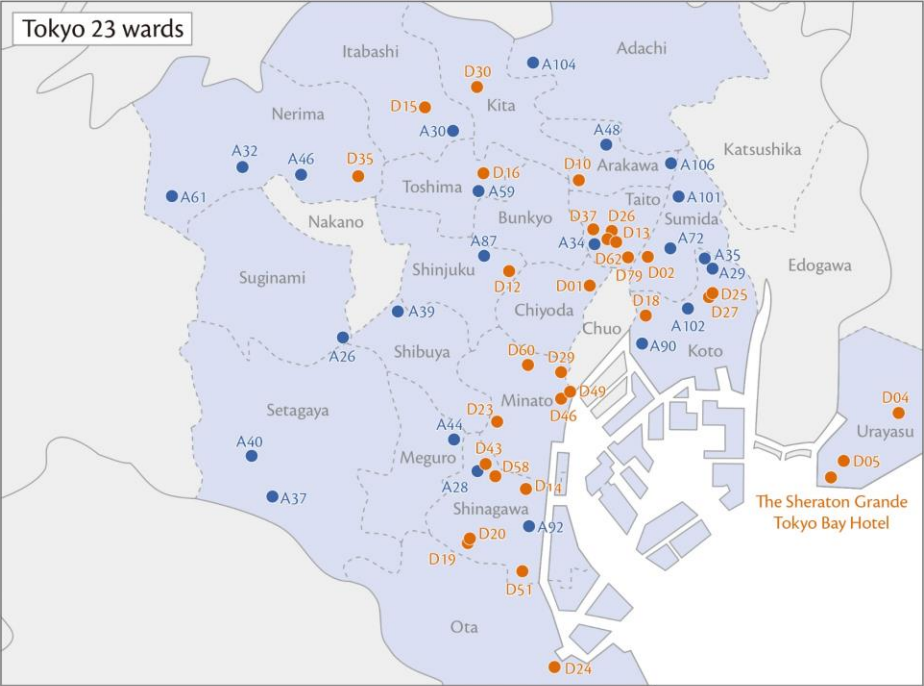 Tokyo 23 wards
Itabashi
Adachi
A104
D30
Kita
D15
Nerima
A30
A48
Katsushika
A32
A46
D35
D16
D10
Arakawa
A106
Toshima
A59
A61
Taito
A101
Nakano
Bunkyo
D37
D26
Sumida
D13
A87
A34
A72
A35
D62
Edogawa
Shinjuku
A29
D79
D02
Suginami
D12
D01
D25
D18
D27
A39
Chiyoda
A102
Chuo
A90
Koto
A26
Shibuya
D60
D29
D49
D04
Minato
Setagaya
D46
D23
A44
Urayasu
A40
D43
Meguro
D58
D05
A28
D14
A37
The Sheraton Grande
Tokyo Bay Hotel
Shinagawa
A92
D20
D19
D51
Ota
D24